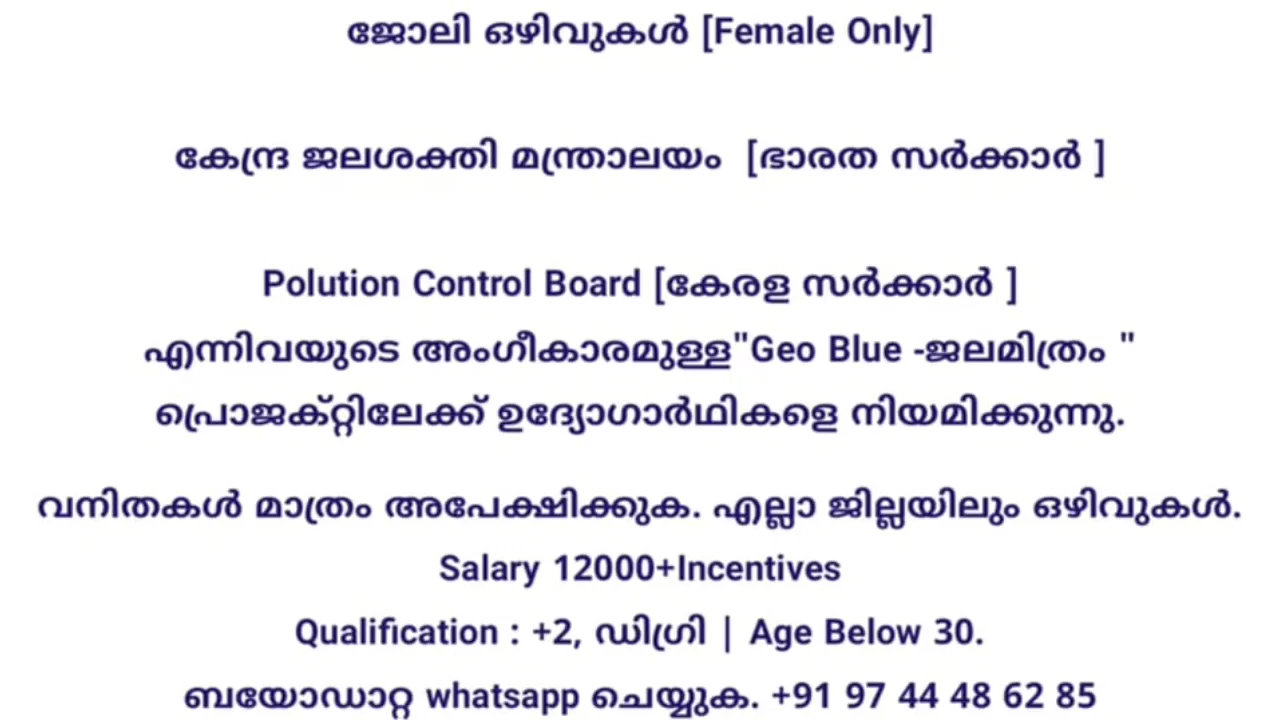 ജോലി ഒഴിവുകൾ [Female Only]
കേന്ദ്ര ജലശക്തി മന്ത്രാലയം [ഭാരത സർക്കാർ ]
Polution Control Board [കേരള സർക്കാർ ]
എന്നിവയുടെ അംഗീകാരമുള്ള"Geo Blue -ജലമിത്രം "
പ്രൊജക്റ്റിലേക്ക് ഉദ്യോഗാർഥികളെ നിയമിക്കുന്നു.
വനിതകൾ മാത്രം അപേക്ഷിക്കുക. എല്ലാ ജില്ലയിലും ഒഴിവുകൾ.
Salary 12000+Incentives
Qualification : +2, ഡിഗ്രി | Age Below 30.
ബയോഡാറ്റ whatsapp ചെയ്യുക. +91 97 44 48 62 85